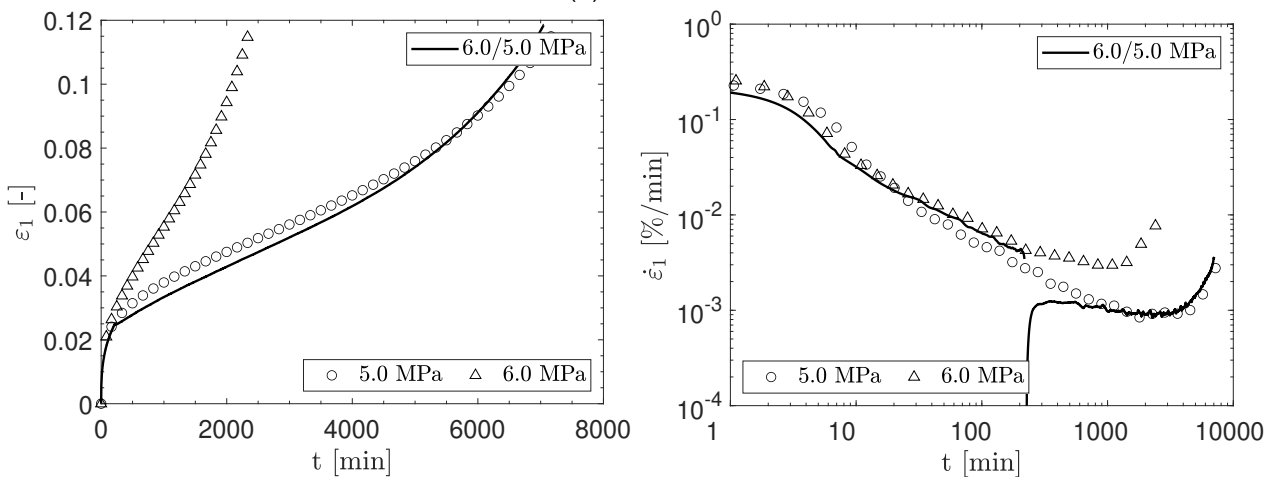 0.12
0.1
0.08
0.06
0.04
0.02
0
ε₁ [-]
6.0/5.0 MPa
5.0 MPa 6.0 MPa
0 2000 4000 6000 8000
t [min]
10⁰
10⁻¹
10⁻²
10⁻³
10⁻⁴
ε̇₁ [%/min]
6.0/5.0 MPa
5.0 MPa 6.0 MPa
1 10 100 1000 10000
t [min]